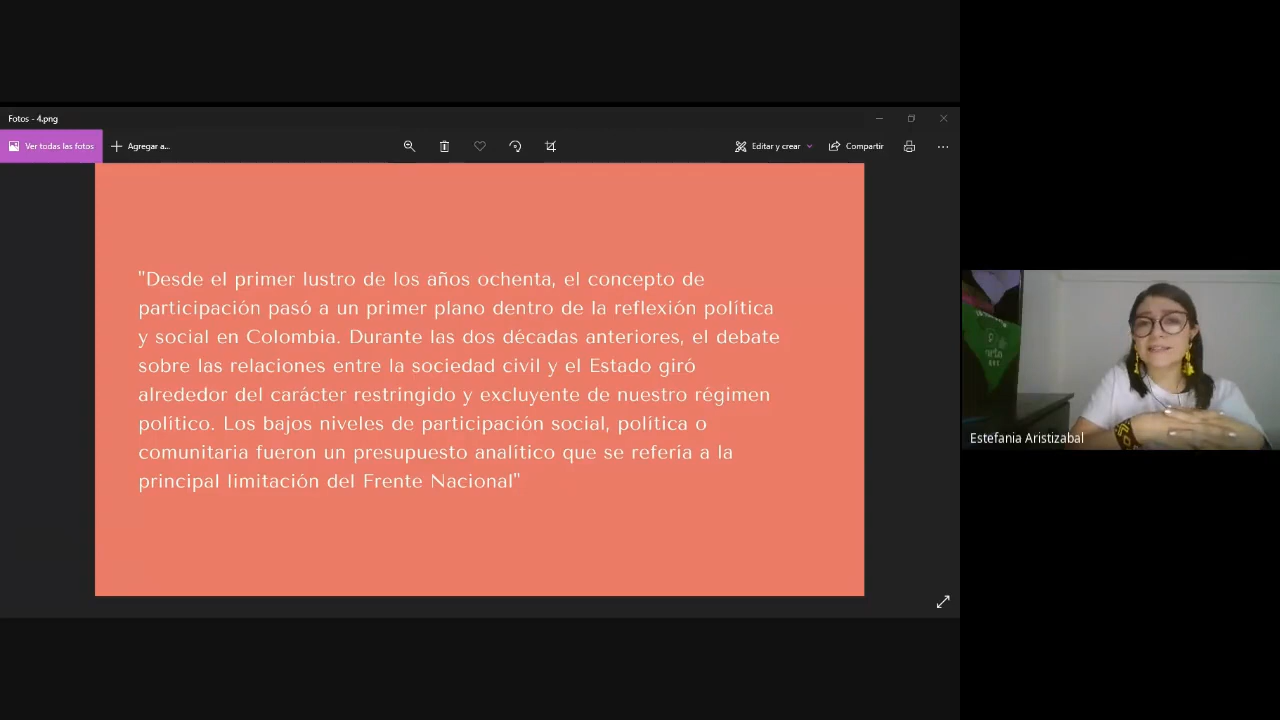 Fotos - 4.png
Ver todas las fotos
Agregar a...
Editar y crear
Compartir
"Desde el primer lustro de los años ochenta, el concepto de
participación pasó a un primer plano dentro de la reflexión política
y social en Colombia. Durante las dos décadas anteriores, el debate
sobre las relaciones entre la sociedad civil y el Estado giró
alrededor del carácter restringido y excluyente de nuestro régimen
político. Los bajos niveles de participación social, política o
comunitaria fueron un presupuesto analítico que se refería a la
principal limitación del Frente Nacional"
Estefania Aristizabal